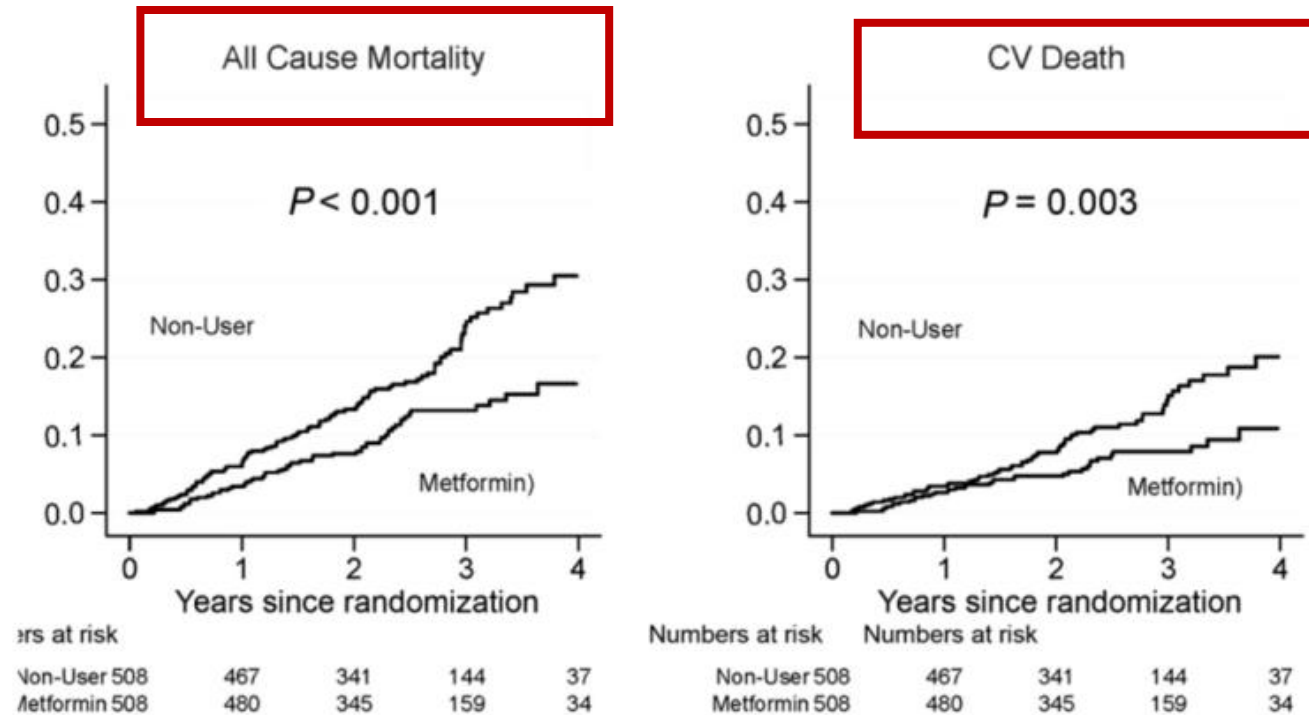 All Cause Mortality
0.5
0.4
0.3
0.2
0.1
0.0
P < 0.001
Non-User
Metformin)
0 1 2 3 4
Years since randomization
ers at risk
Non-User 508 467 341 144 37
Metformin 508 480 345 159 34
CV Death
0.5
0.4
0.3
0.2
0.1
0.0
P = 0.003
Non-User
Metformin)
0 1 2 3 4
Years since randomization
Numbers at risk Numbers at risk
Non-User 508 467 341 144 37
Metformin 508 480 345 159 34